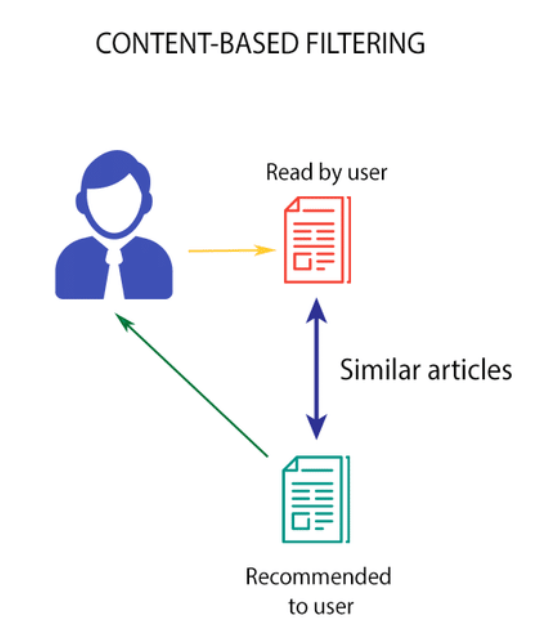 CONTENT-BASED FILTERING
Read by user
Similar articles
Recommended
to user